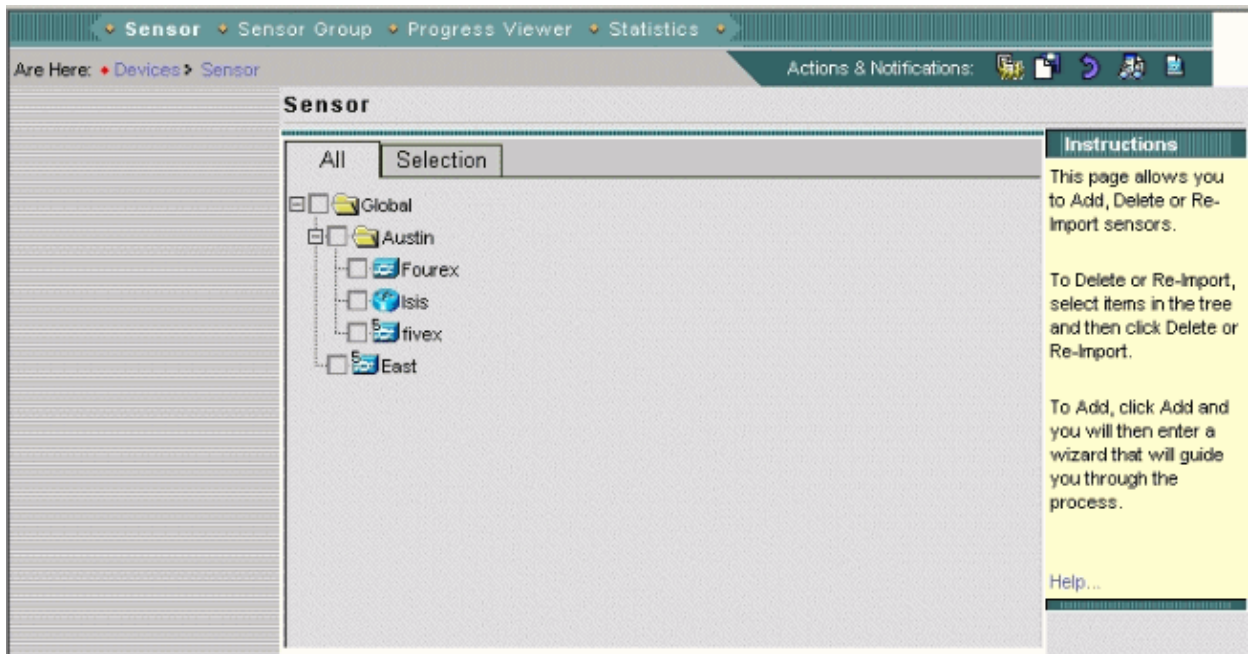 Sensor Sensor Group Progress Viewer Statistics
Are Here: Devices > Sensor
Actions & Notifications:
Sensor
All Selection
Global
Austin
Fourex
Isis
5 fivex
5 East
Instructions
This page allows you
to Add, Delete or Re-
Import sensors.
To Delete or Re-Import,
select items in the tree
and then click Delete or
Re-Import.
To Add, click Add and
you will then enter a
wizard that will guide
you through the
process.
Help...